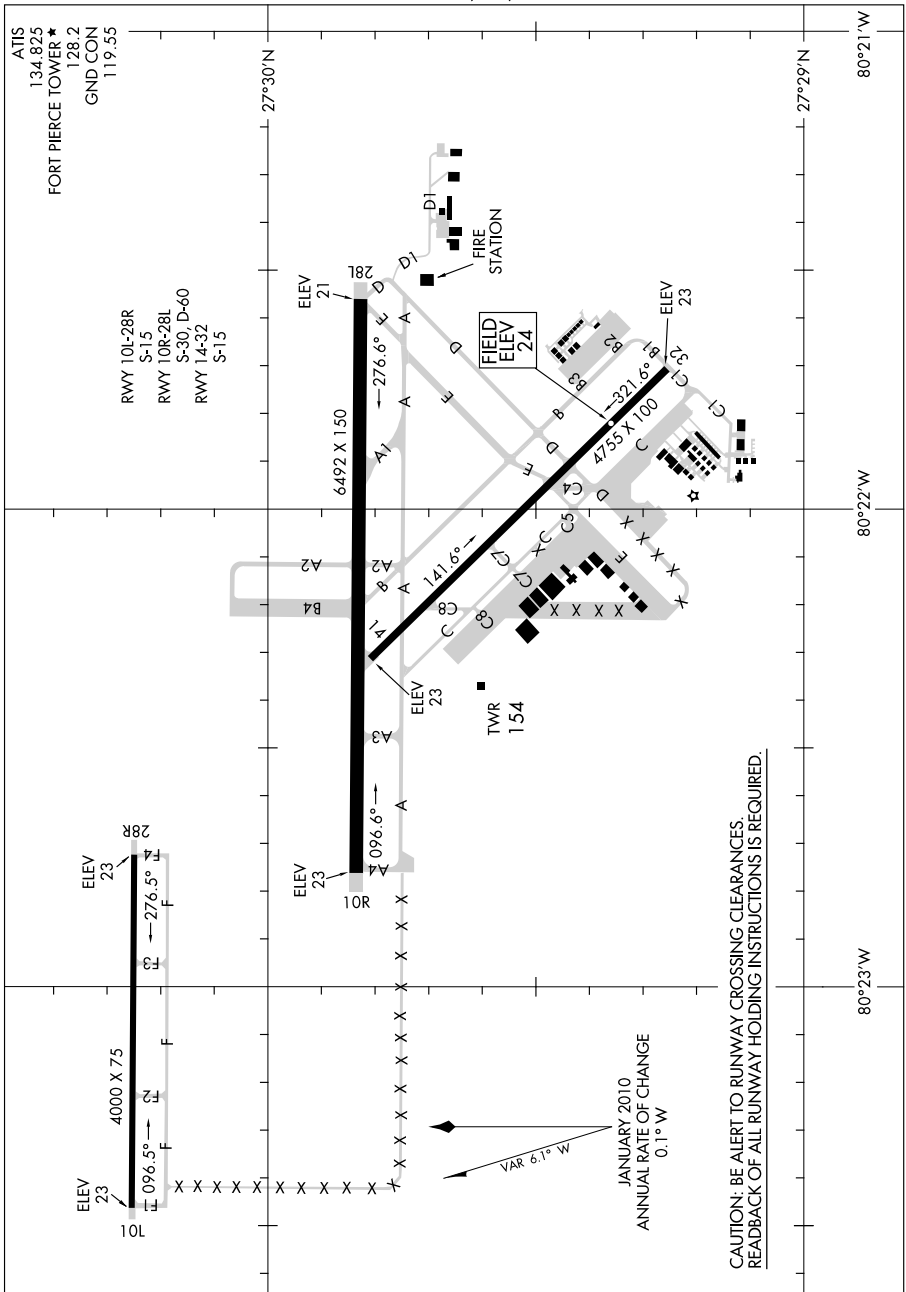 ATIS
134.825
FORT PIERCE TOWER ★
128.2
GND CON
119.55
80°21'W
27°30'N
27°29'N
RWY 10L-28R
S-15
RWY 10R-28L
S-30, D-60
RWY 14-32
S-15
D1
D1
FIRE
STATION
ELEV
21
28L
D
E
A
D
276.6°
6492 X 150
A
A1
E
FIELD
ELEV
24
B2
B1
32
ELEV
23
B3
B
C1
C1
321.6°
4755 X 100
D
E
C
C4
D
80°22'W
A2
A2
B4
B
A
141.6°
C7
C7
C
X
C5
E
X
X
X
X
X
C8
C8
C
14
X
X
X
X
ELEV
23
TWR
154
A3
096.6°
A
A4
ELEV
23
10R
ELEV
23
28R
F4
276.5°
F
F3
4000 X 75
F
F2
F
096.5°
F1
ELEV
23
10L
X X X X X X X X X X X
X X X X X X X X X X
80°23'W
VAR 6.1° W
JANUARY 2010
ANNUAL RATE OF CHANGE
0.1° W
CAUTION: BE ALERT TO RUNWAY CROSSING CLEARANCES.
READBACK OF ALL RUNWAY HOLDING INSTRUCTIONS IS REQUIRED.